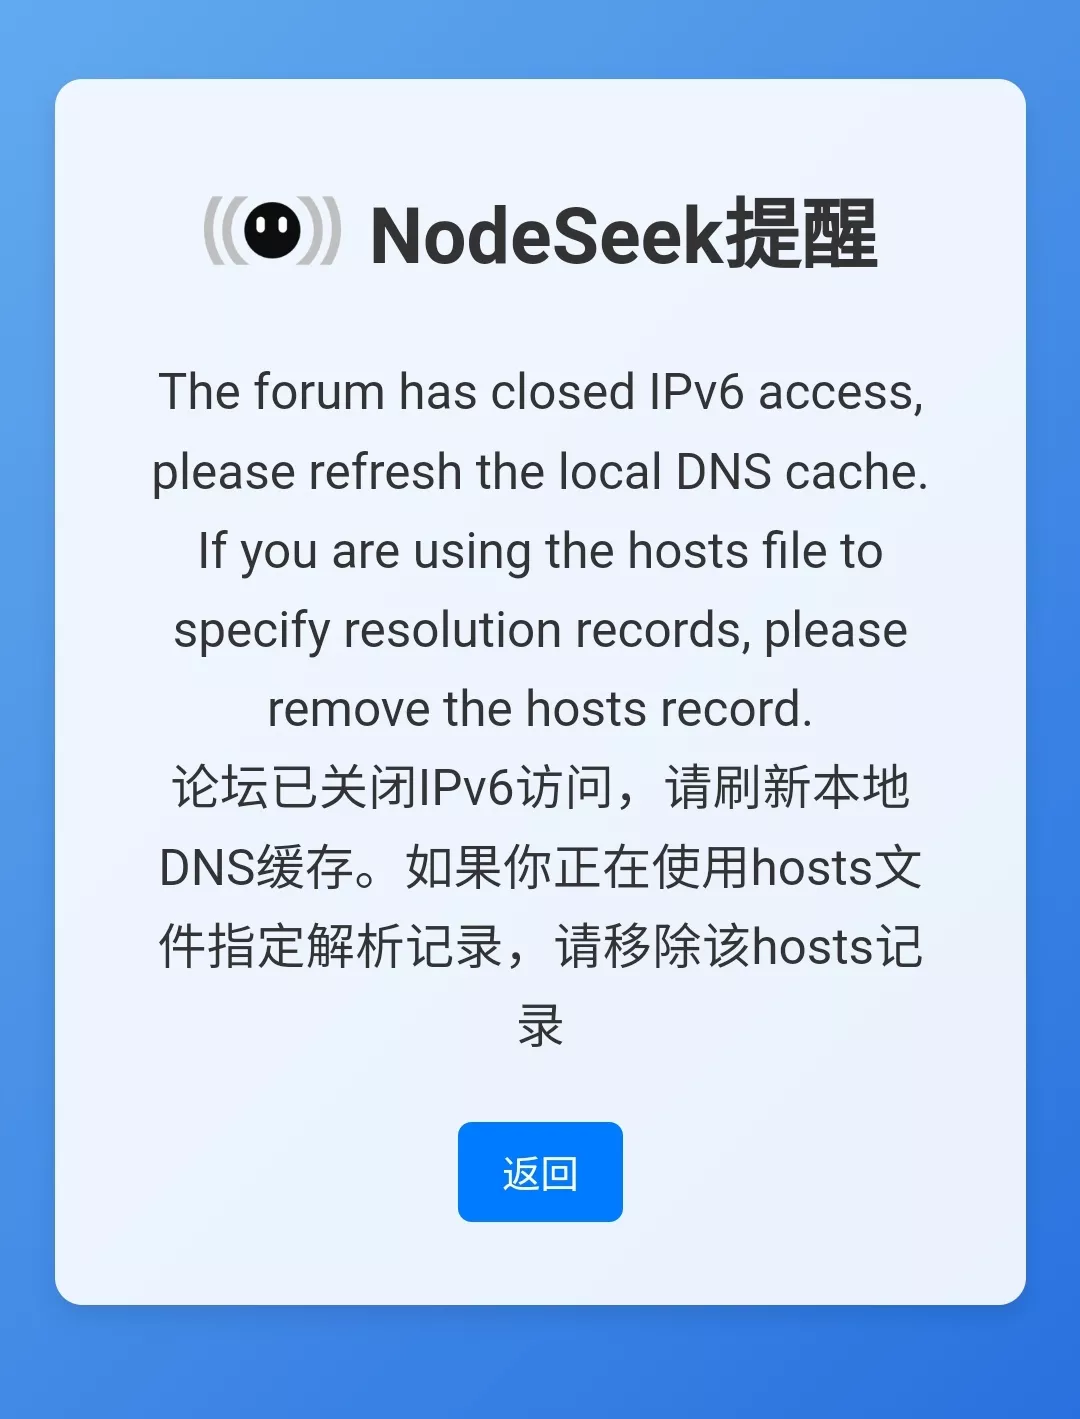 NodeSeek提醒
The forum has closed IPv6 access,
please refresh the local DNS cache.
If you are using the hosts file to
specify resolution records, please
remove the hosts record.
论坛已关闭IPv6访问，请刷新本地
DNS缓存。如果你正在使用hosts文
件指定解析记录，请移除该hosts记
录
返回